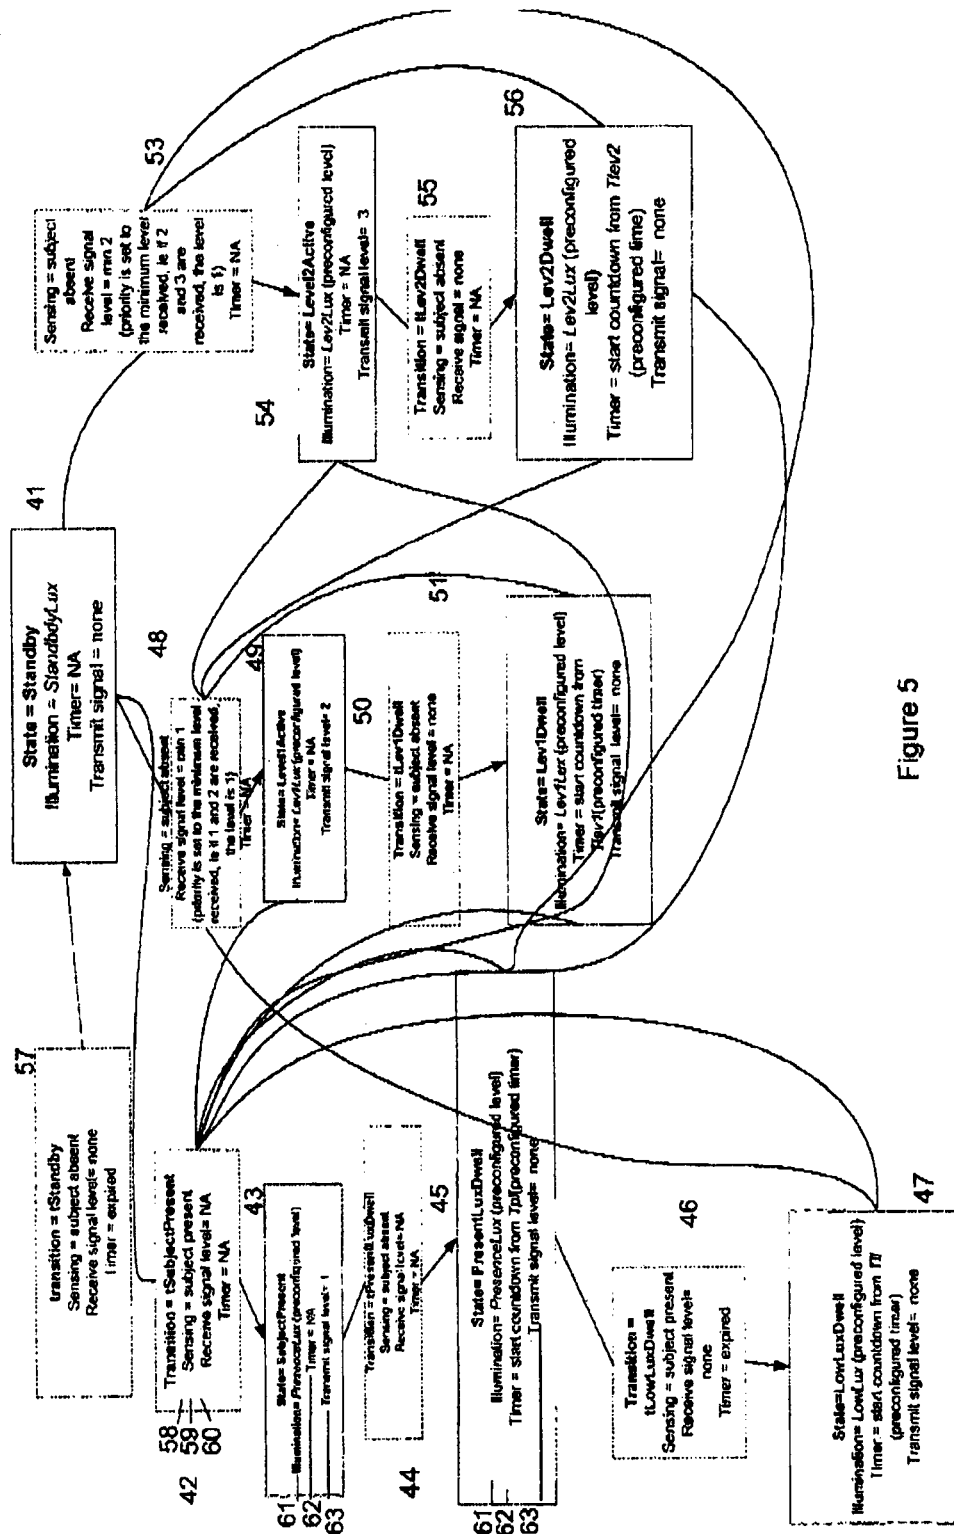 57
transition = tStandby
Sensing = subject absent
Receive signal level= none
Timer = expired
State = Standby
Illumination = StandbyLux
Timer= NA
Transmit signal = none
41
Sensing = subject
absent
Receive signal
level = min 2
(priority is set to
the minimum level
received, ie if 2
and 3 are
received, the level
is 1)
Timer = NA
53
58
59
60
42
Transition = tSubjectPresent
Sensing = subject present
Receive signal level= NA
Timer = NA
43
State= SubjectPresent
(preconfigured level)
Timer = NA
Transmit signal level= 1
61
62
63
44
Sensing = subject absent
Receive signal level= NA
Timer = NA
45
State= PresentLuxDwell
Illumination= PresenceLux (preconfigured level)
Timer = start countdown from Tpl(preconfigured timer)
Transmit signal level= none
61
62
63
46
Transition =
tLowLuxDwell
Sensing = subject present
Receive signal level=
none
Timer = expired
State=LowLuxDwell
Illumination= LowLux (preconfigured level)
Timer = start countdown from Tll
(preconfigured timer)
Transmit signal level= none
47
48
Sensing = subject absent
Receive signal level = min 1
(priority is set to the minimum level
received, ie if 1 and 2 are received,
the level is 1)
Timer = NA
49
State= Level1Active
Illumination= Lev1Lux (preconfigured level)
Timer = NA
Transmit signal level= 2
50
Transition = tLev1Dwell
Sensing = subject absent
Receive signal level = none
Timer = NA
51
State= Lev1Dwell
Illumination= Lev1Lux (preconfigured level)
Timer = start countdown from
(preconfigured timer)
Transmit signal level= none
54
State= Level2Active
Illumination= Lev2Lux (preconfigured level)
Timer = NA
Transmit signal level= 3
55
Transition = tLev2Dwell
Sensing = subject absent
Receive signal = none
Timer = NA
56
State= Lev2Dwell
Illumination= Lev2Lux (preconfigured
level)
Timer = start countdown from Tlev2
(preconfigured time)
Transmit signal= none
Figure 5